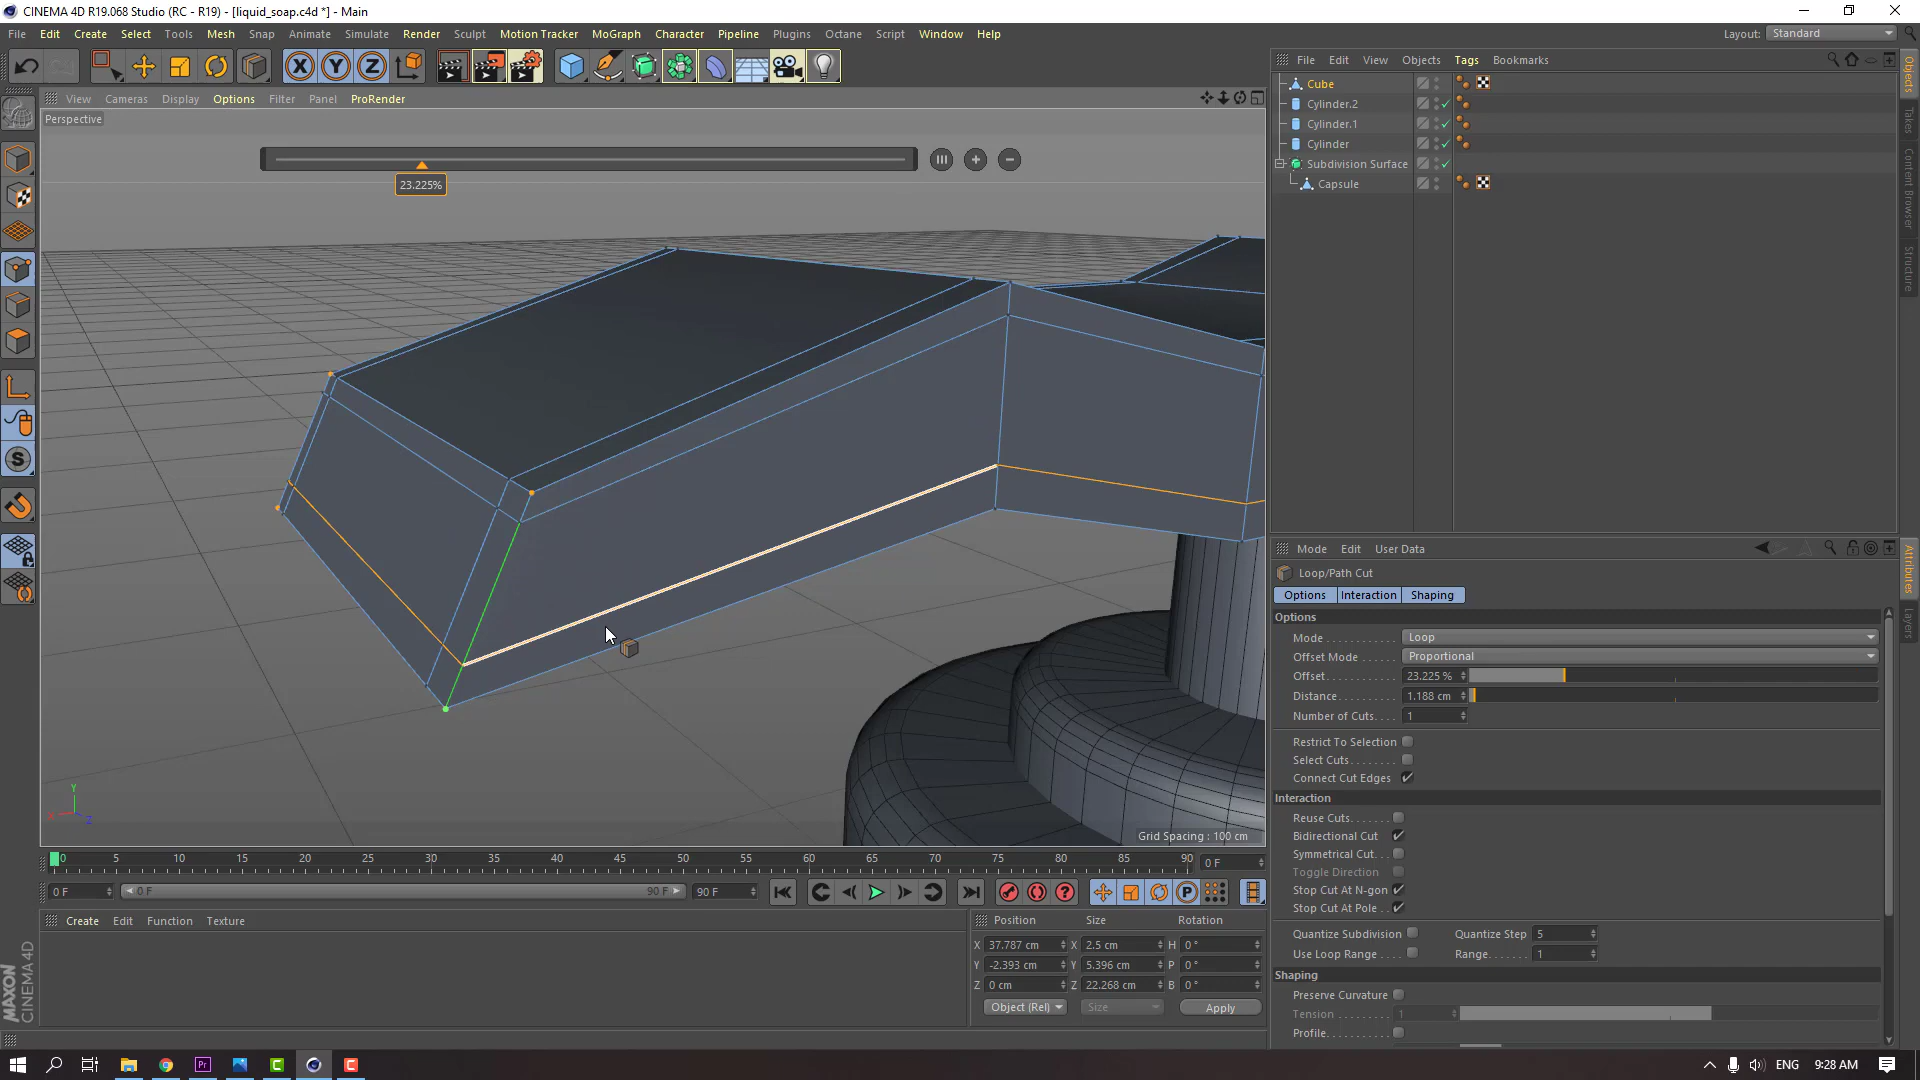 CINEMA 4D R19.068 Studio (RC - R19) - [liquid_soap.c4d *] - Main
File Edit Create Select Tools Mesh Snap Animate Simulate Render Sculpt Motion Tracker MoGraph Character Pipeline Plugins Octane Script Window Help
Layout: Standard
X Y Z
File Edit View Objects Tags Bookmarks
View Cameras Display Options Filter Panel ProRender
Perspective
23.225%
Cube
Cylinder.2
Cylinder.1
Cylinder
Subdivision Surface
Capsule
Objects
Takes
Content Browser
Structure
Mode Edit User Data
Loop/Path Cut
Options Interaction Shaping
Options
Mode Loop
Offset Mode Proportional
Offset 23.225 %
Distance 1.188 cm
Number of Cuts 1
Restrict To Selection
Select Cuts
Connect Cut Edges
Interaction
Reuse Cuts
Bidirectional Cut
Symmetrical Cut
Toggle Direction
Stop Cut At N-gon
Stop Cut At Pole
Quantize Subdivision Quantize Step 5
Use Loop Range Range 1
Shaping
Preserve Curvature
Tension 1
Profile
Attributes
Layers
Y
X
Z
Grid Spacing : 100 cm
0 5 10 15 20 25 30 35 40 45 50 55 60 65 70 75 80 85 90 0 F
0 F 0 F 90 F 90 F
Create Edit Function Texture
Position Size Rotation
X 37.787 cm X 2.5 cm H 0 °
Y -2.393 cm Y 5.396 cm P 0 °
Z 0 cm Z 22.268 cm B 0 °
Object (Rel) Size Apply
MAXON
CINEMA 4D
ENG 9:28 AM